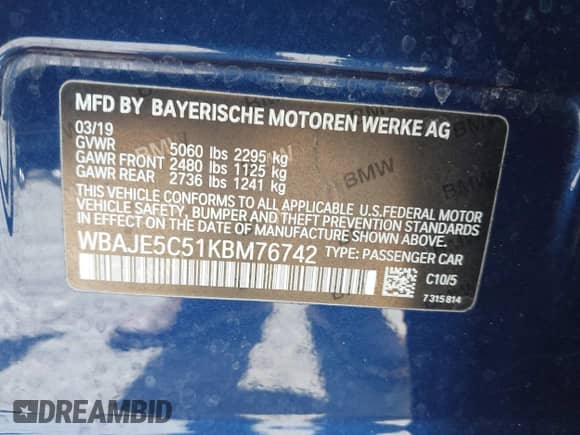 MFD BY BAYERISCHE MOTOREN WERKE AG
03/19
GVWR 5060 lbs 2295 kg
GAWR FRONT 2480 lbs 1125 kg
GAWR REAR 2736 lbs 1241 kg
THIS VEHICLE CONFORMS TO ALL APPLICABLE U.S.FEDERAL MOTOR
VEHICLE SAFETY, BUMPER AND THEFT PREVENTION STANDARDS
IN EFFECT ON THE DATE OF MANUFACTURE SHOWN ABOVE.
WBAJE5C51KBM76742 TYPE: PASSENGER CAR
C10/5
7315814
DREAMBID